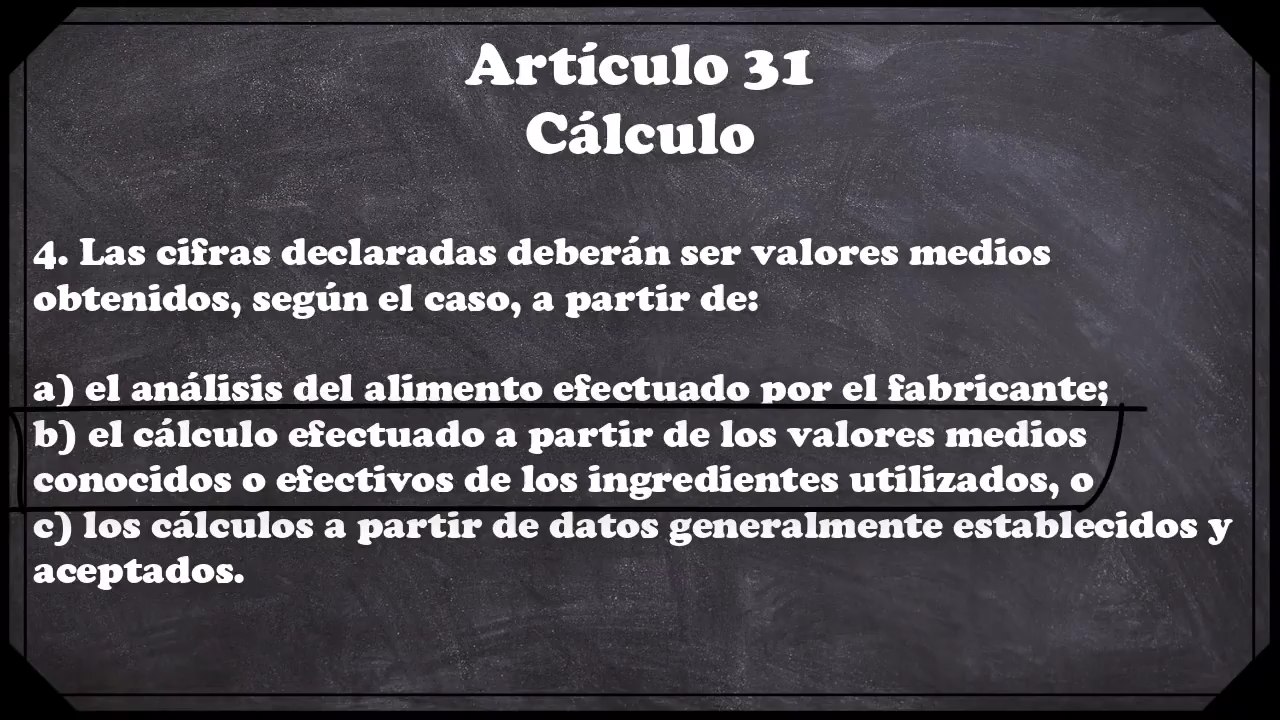 Artículo 31
Cálculo
4. Las cifras declaradas deberán ser valores medios
obtenidos, según el caso, a partir de:
a) el análisis del alimento efectuado por el fabricante;
b) el cálculo efectuado a partir de los valores medios
conocidos o efectivos de los ingredientes utilizados, o
c) los cálculos a partir de datos generalmente establecidos y
aceptados.